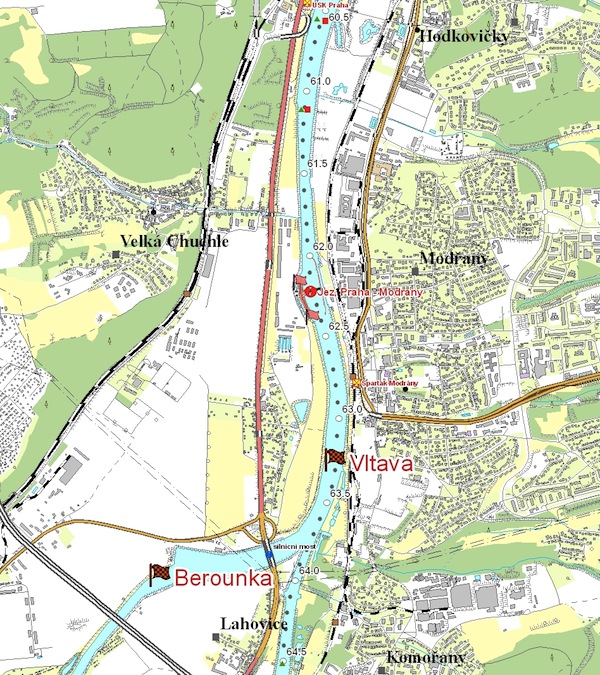 USK Praha
60.5
Hodkovičky
61.0
61.5
62.0
Velká Chuchle
Modřany
Jez Praha - Modřany
62.5
Spartak Modřany
63.0
Vltava
63.5
silniční most
64.0
Berounka
Lahovice
Komořany
64.5